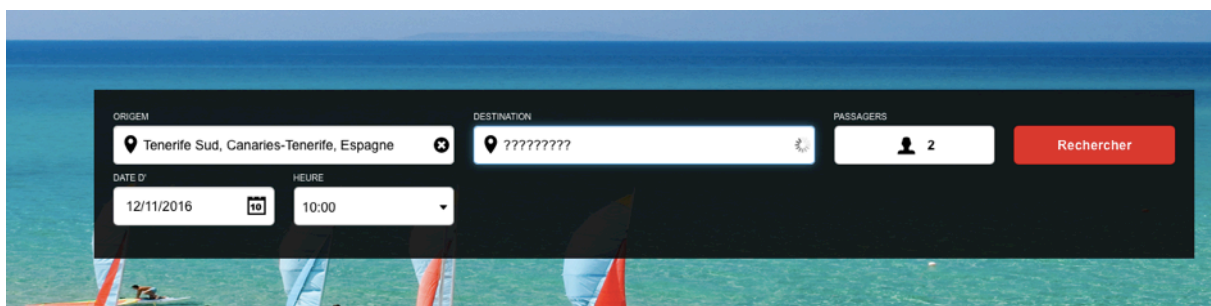 ORIGEM DESTINATION PASSAGERS
Tenerife Sud, Canaries-Tenerife, Espagne ????????? 2 Rechercher
DATE D' HEURE
12/11/2016 10 10:00